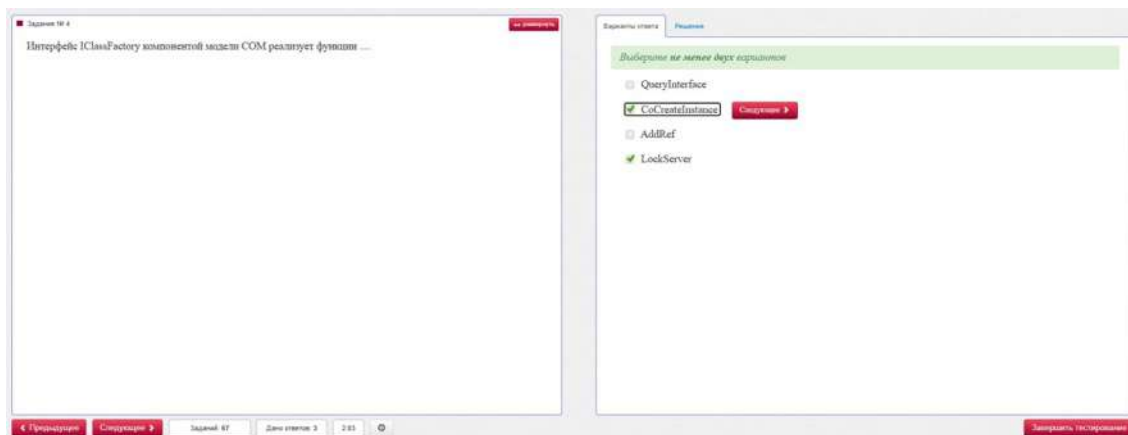 Задание № 4
развернуть
Интерфейс IClassFactory компонентой модели COM реализует функции ....
Варианты ответа
Решение
Выберите не менее двух вариантов
QueryInterface
CoCreateInstance
Следующее
AddRef
LockServer
Предыдущее
Следующее
Заданий: 67
Дано ответов: 3
Завершить тестирование